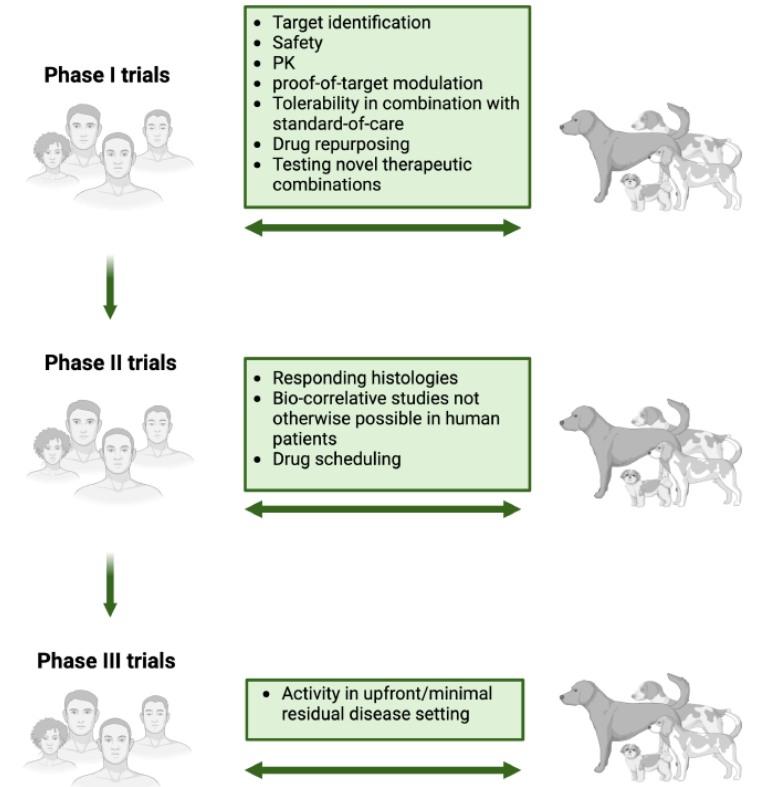 Phase I trials
• Target identification
• Safety
• PK
• proof-of-target modulation
• Tolerability in combination with
standard-of-care
• Drug repurposing
• Testing novel therapeutic
combinations
Phase II trials
• Responding histologies
• Bio-correlative studies not
otherwise possible in human
patients
• Drug scheduling
Phase III trials
• Activity in upfront/minimal
residual disease setting